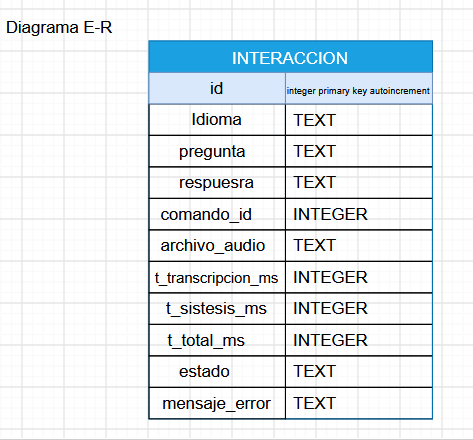 Diagrama E-R
INTERACCION
id integer primary key autoincrement
Idioma TEXT
pregunta TEXT
respuesra TEXT
comando_id INTEGER
archivo_audio TEXT
t_transcripcion_ms INTEGER
t_sistesis_ms INTEGER
t_total_ms INTEGER
estado TEXT
mensaje_error TEXT